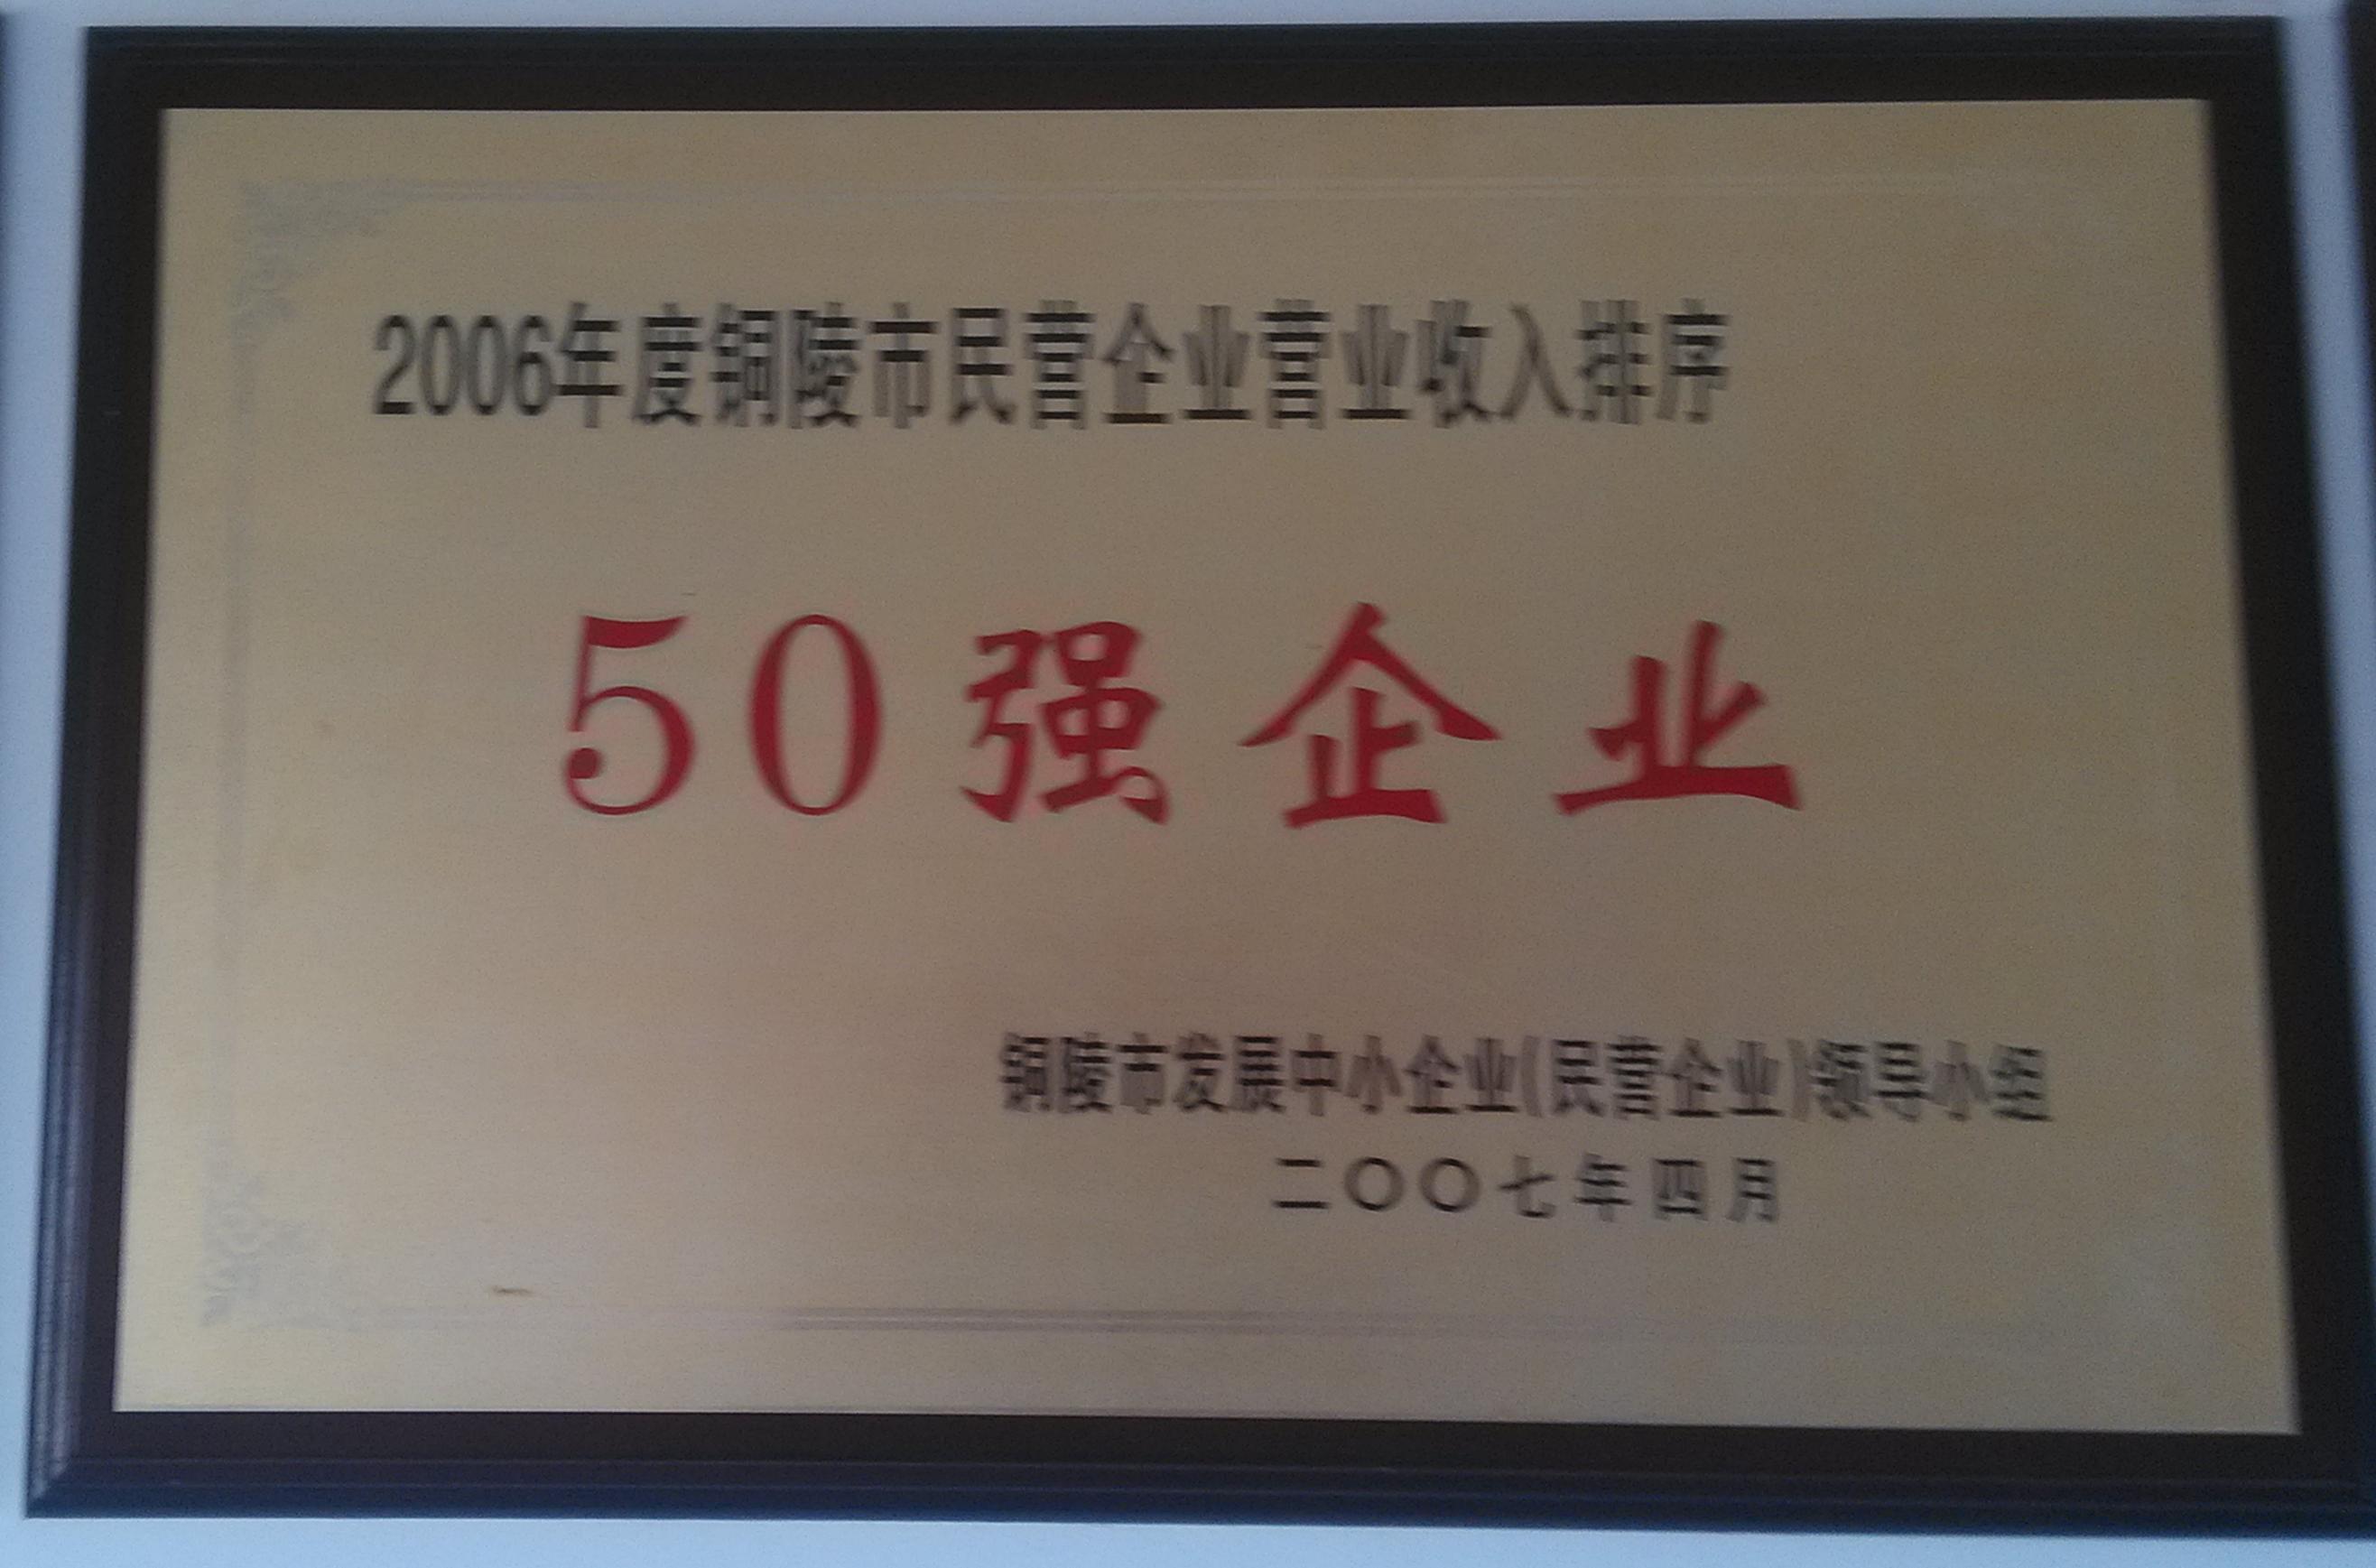 2006年度铜陵市民营企业营业收入排序
50强企业
铜陵市发展中小企业(民营企业)领导小组
二〇〇七年四月